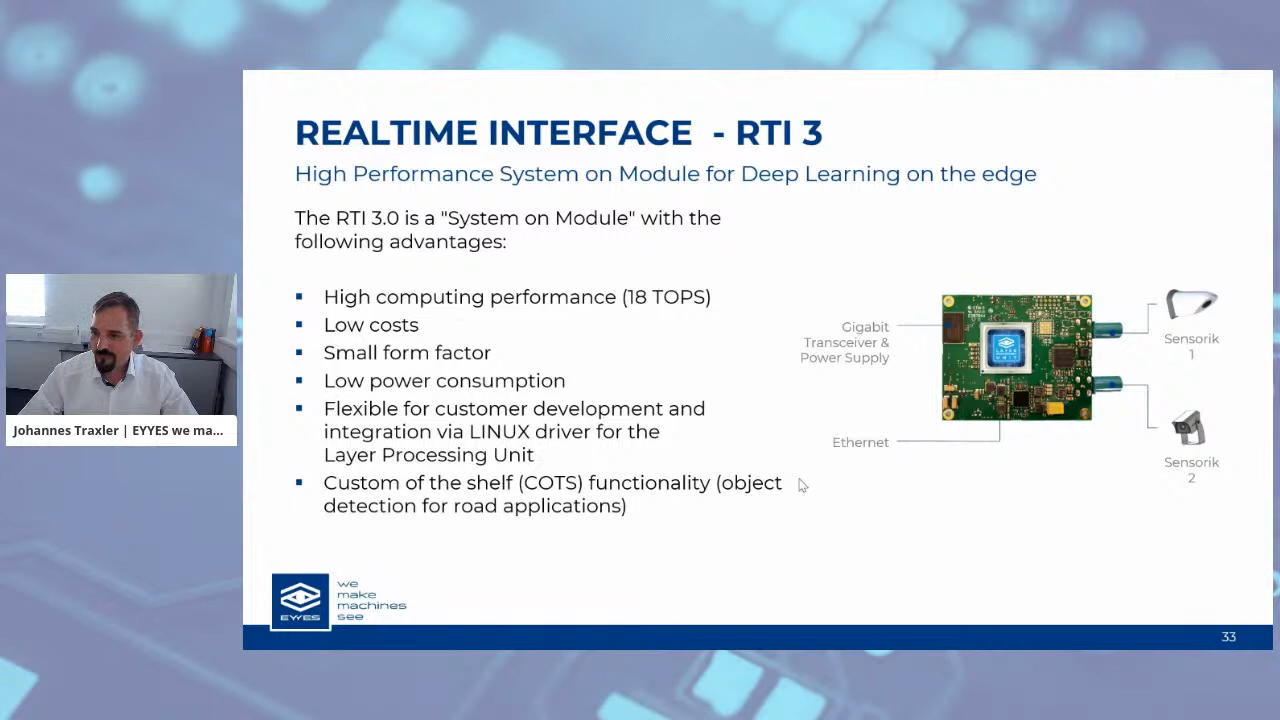 REALTIME INTERFACE - RTI 3
High Performance System on Module for Deep Learning on the edge
The RTI 3.0 is a "System on Module" with the
following advantages:
▪ High computing performance (18 TOPS)
▪ Low costs
▪ Small form factor
▪ Low power consumption
▪ Flexible for customer development and
integration via LINUX driver for the
Layer Processing Unit
▪ Custom of the shelf (COTS) functionality (object
detection for road applications)
Gigabit
Transceiver &
Power Supply
Ethernet
LAYER
UNIT
Sensorik
1
Sensorik
2
Johannes Traxler | EYYES we ma...
EYYES
we
make
machines
see
33